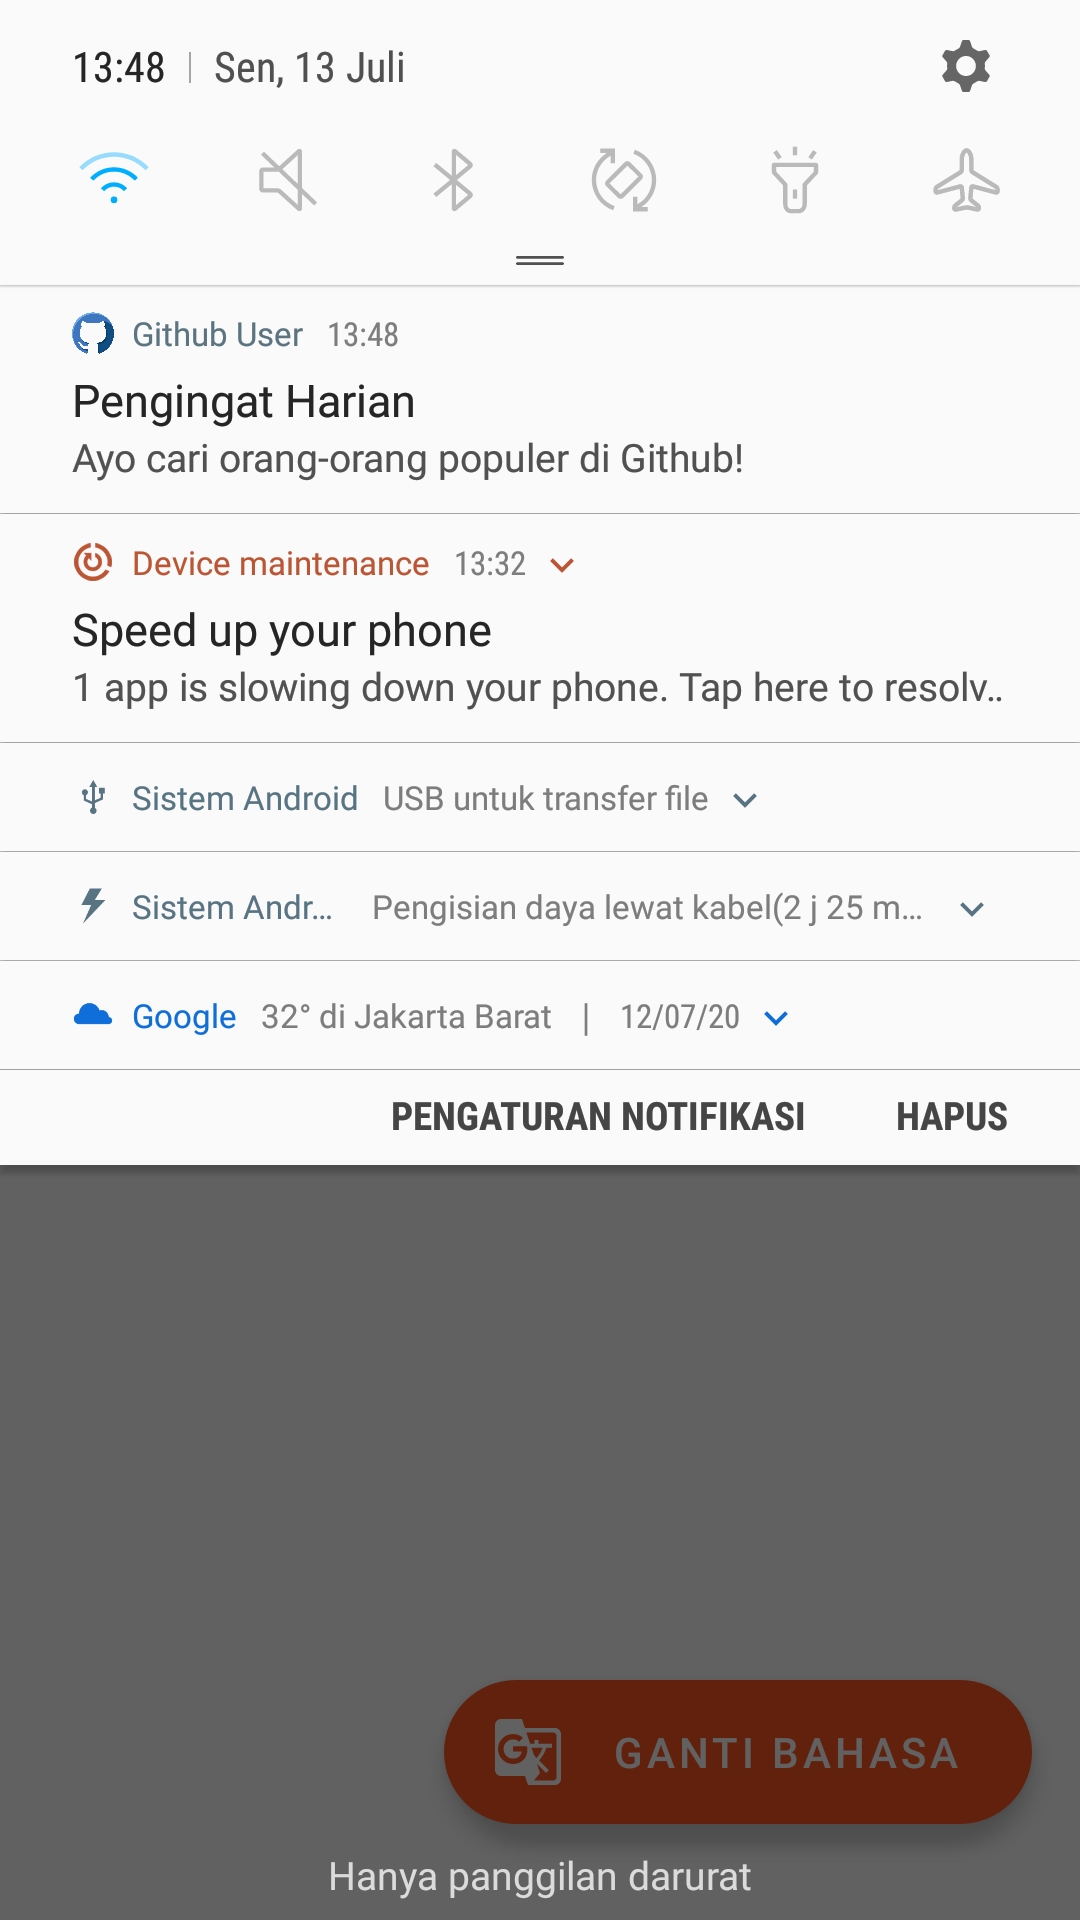 13:48 | Sen, 13 Juli
Github User 13:48
Pengingat Harian
Ayo cari orang-orang populer di Github!
Device maintenance 13:32
Speed up your phone
1 app is slowing down your phone. Tap here to resolv..
Sistem Android USB untuk transfer file
Sistem Andr... Pengisian daya lewat kabel(2 j 25 m...
Google 32° di Jakarta Barat | 12/07/20
PENGATURAN NOTIFIKASI HAPUS
GANTI BAHASA
Hanya panggilan darurat